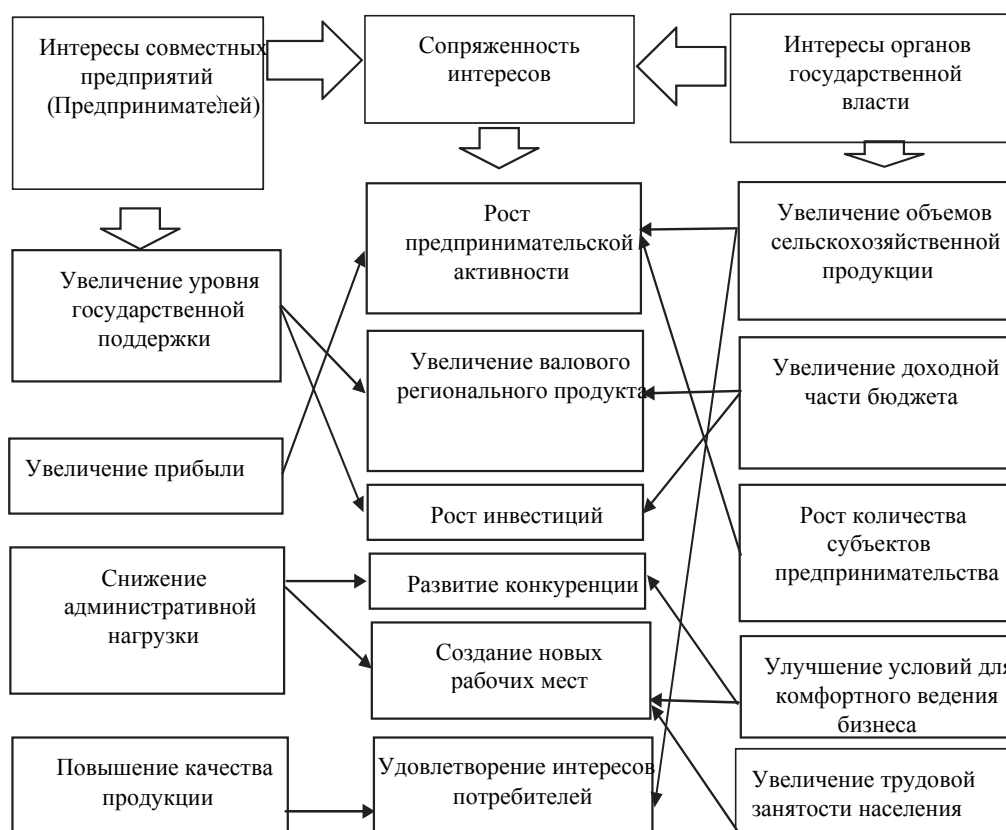 Интересы совместных
предприятий
(Предпринимателей)
Сопряженность
интересов
Интересы органов
государственной
власти
Увеличение уровня
государственной
поддержки
Увеличение прибыли
Снижение
административной
нагрузки
Повышение качества
продукции
Рост
предпринимательской
активности
Увеличение валового
регионального продукта
Рост инвестиций
Развитие конкуренции
Создание новых
рабочих мест
Удовлетворение интересов
потребителей
Увеличение объемов
сельскохозяйственной
продукции
Увеличение доходной
части бюджета
Рост количества
субъектов
предпринимательства
Улучшение условий для
комфортного ведения
бизнеса
Увеличение трудовой
занятости населения